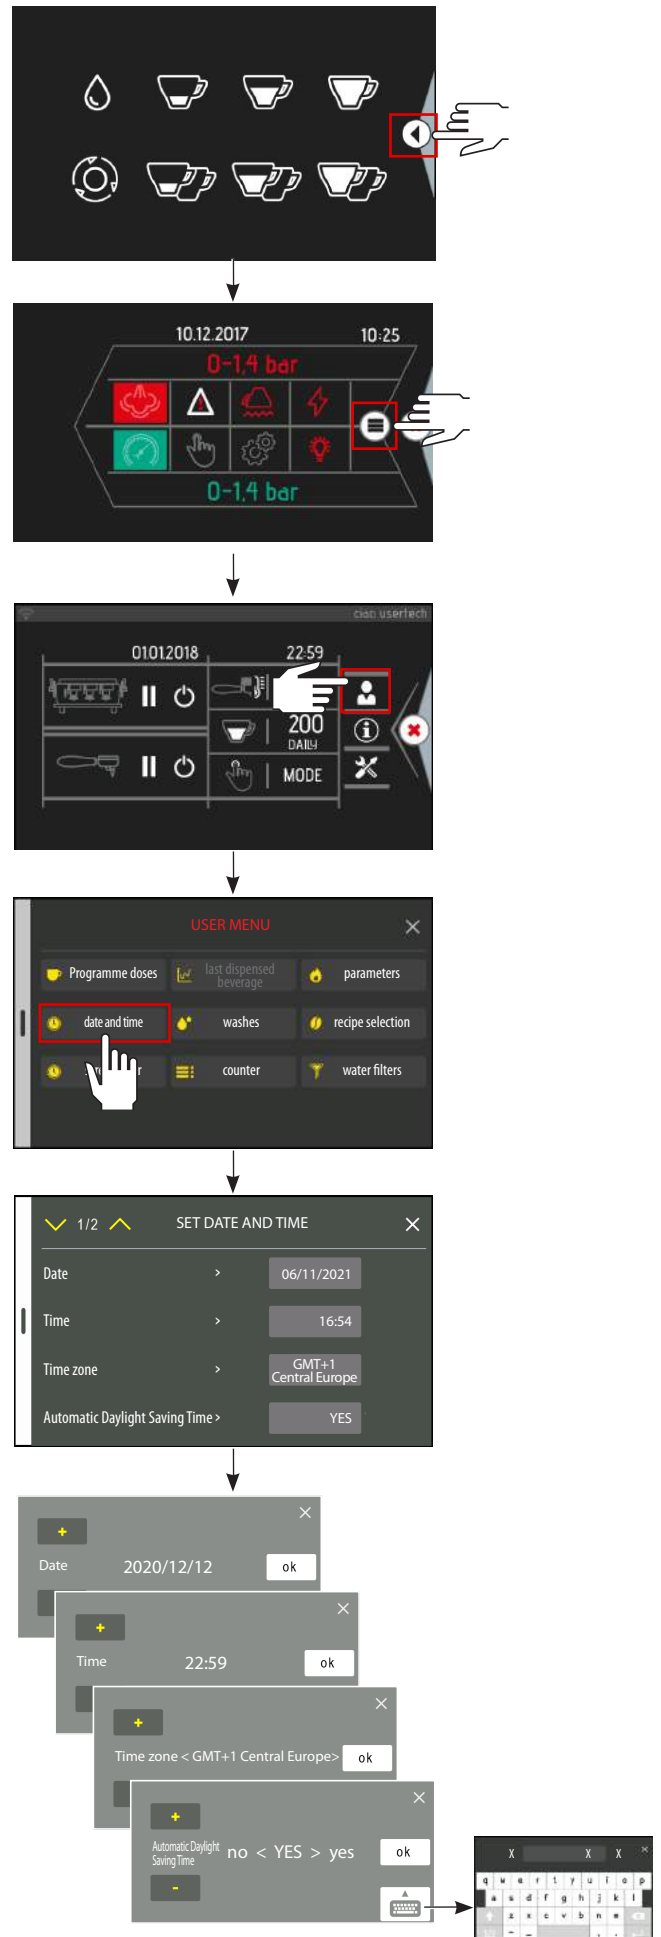 10.12.2017 10:25
0-1,4 bar
0-1,4 bar
ciao usertech
01.01.2018 22:59
200
DAILY
MODE
USER MENU
Programme doses last dispensed beverage parameters
date and time washes recipe selection
counter water filters
1/2 SET DATE AND TIME
Date > 06/11/2021
Time > 16:54
Time zone > GMT+1
Central Europe
Automatic Daylight Saving Time > YES
+
Date 2020/12/12 ok
+
Time 22:59 ok
+
Time zone < GMT+1 Central Europe> ok
+
Automatic Daylight
Saving Time no < YES > yes ok
-
X X X
q w e r t y u i o p
a s d f g h j k l
z x c v b n m